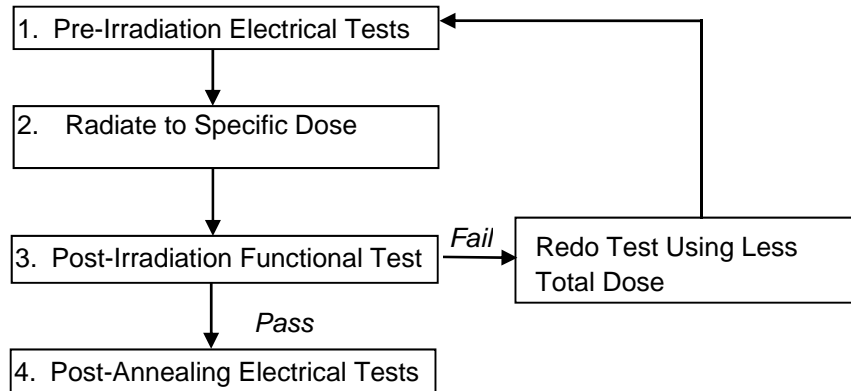 1. Pre-Irradiation Electrical Tests
2. Radiate to Specific Dose
3. Post-Irradiation Functional Test
Fail
Redo Test Using Less
Total Dose
Pass
4. Post-Annealing Electrical Tests